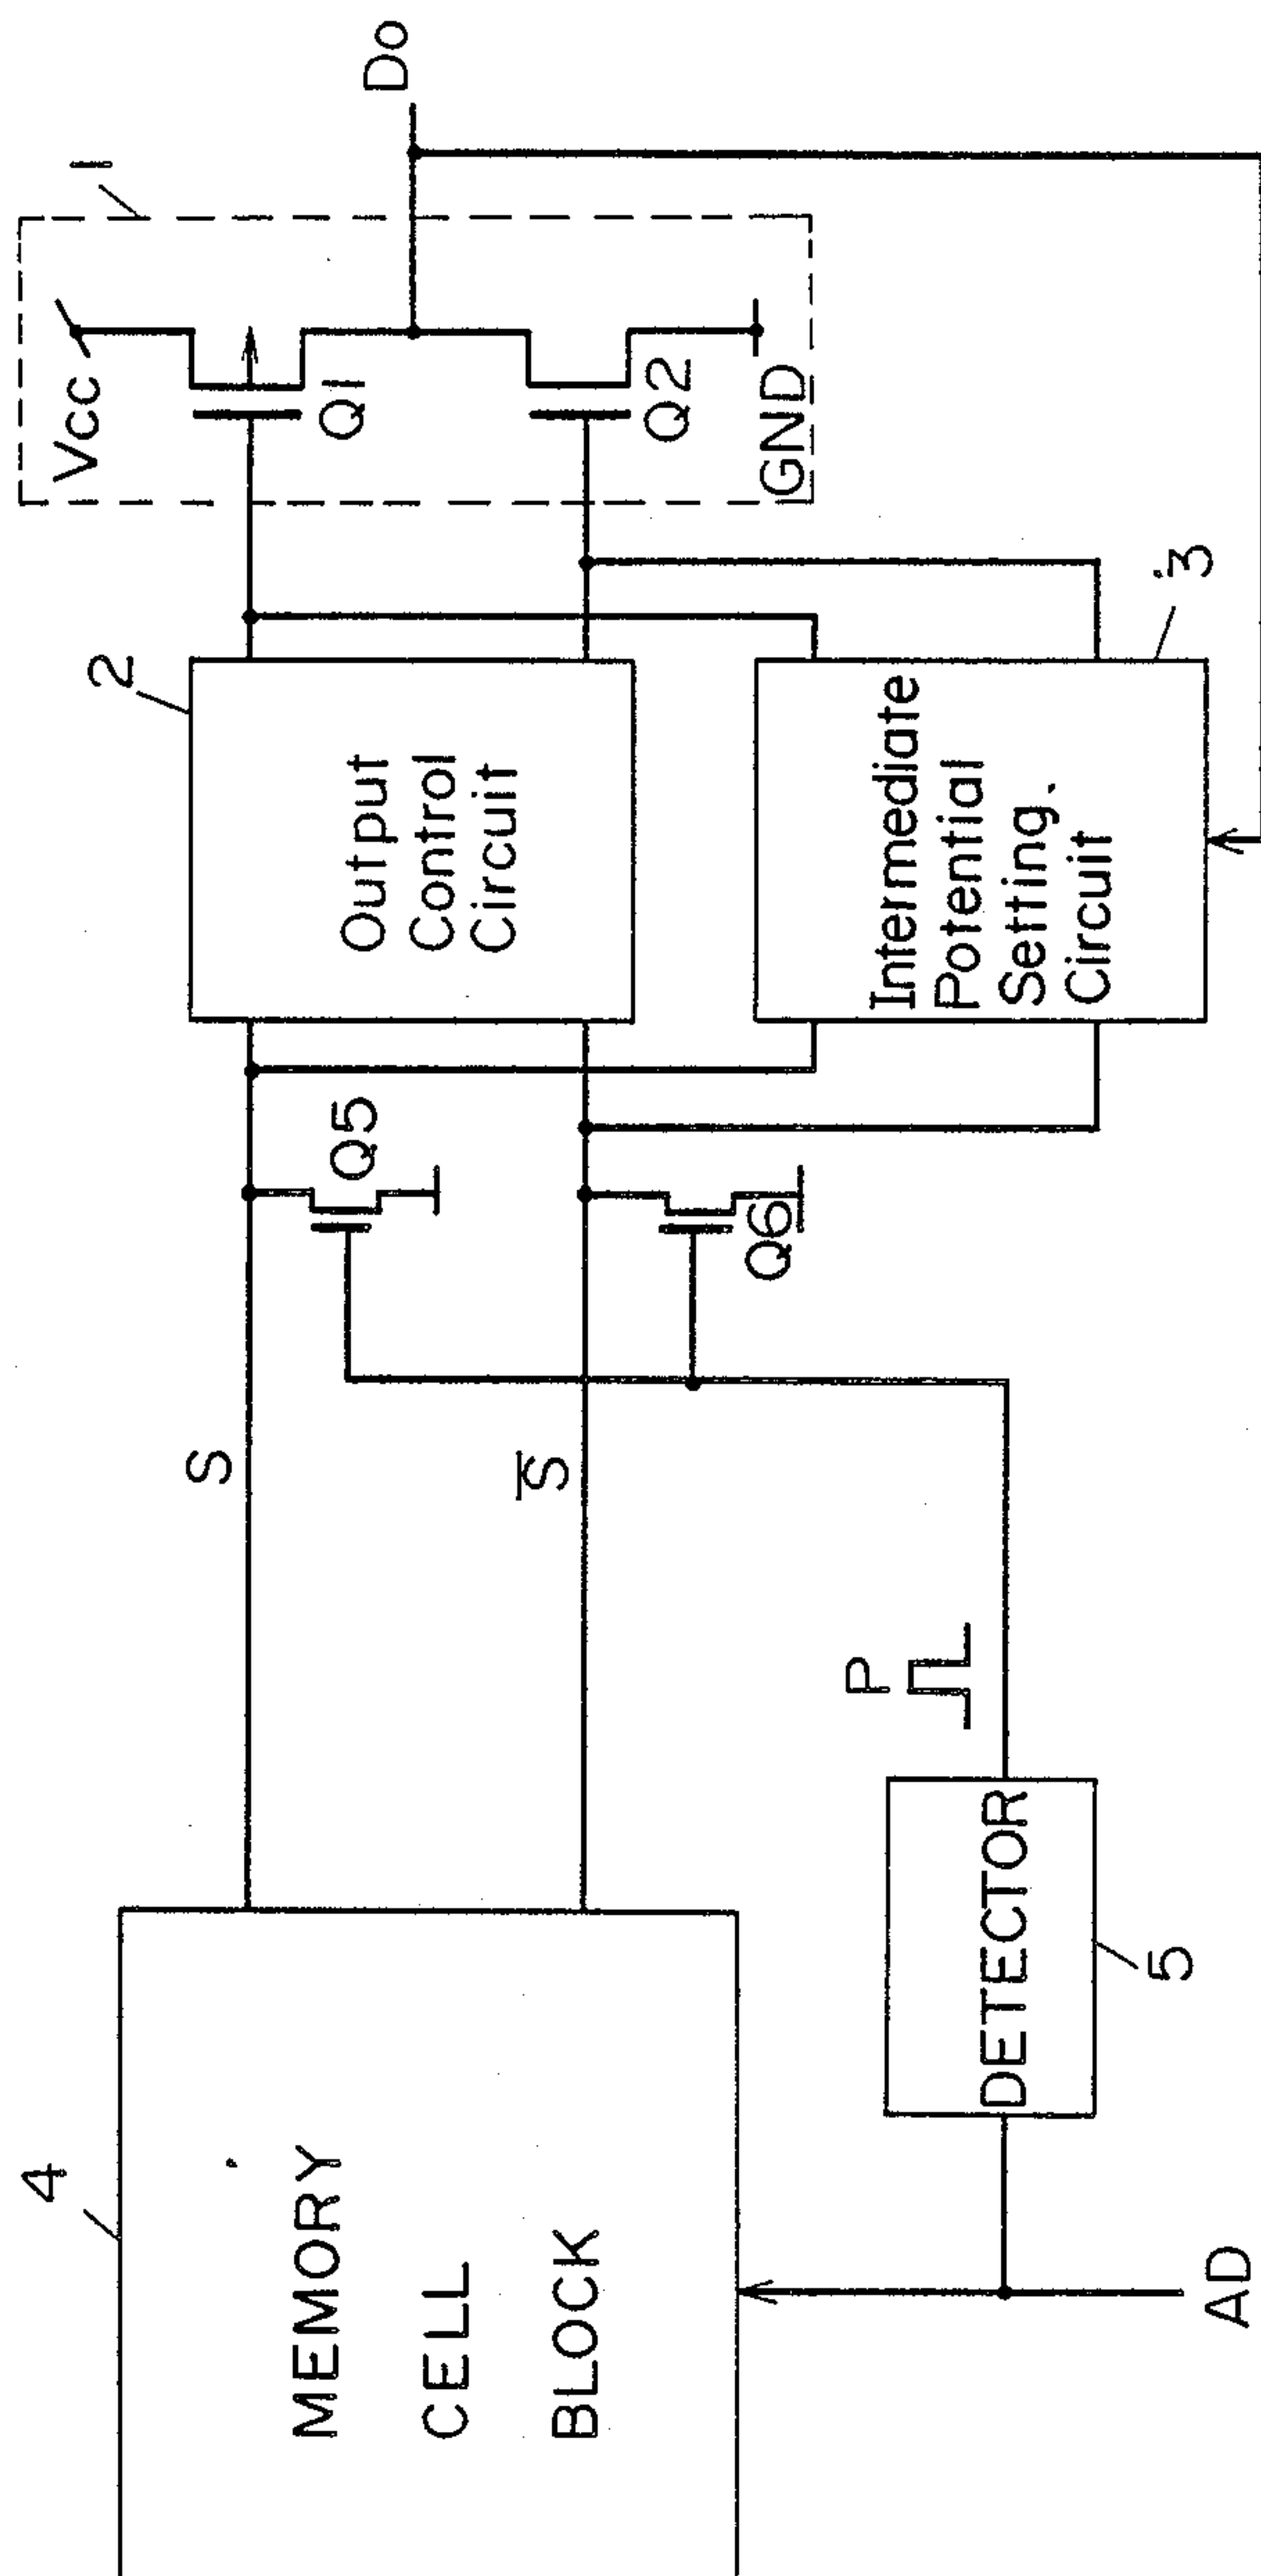 4
MEMORY
CELL
BLOCK
AD
DETECTOR
5
P
S
S̅
Q5
Q6
2
Output
Control
Circuit
Intermediate
Potential
Setting.
Circuit
3
1
Vcc
Q1
Q2
GND
Do